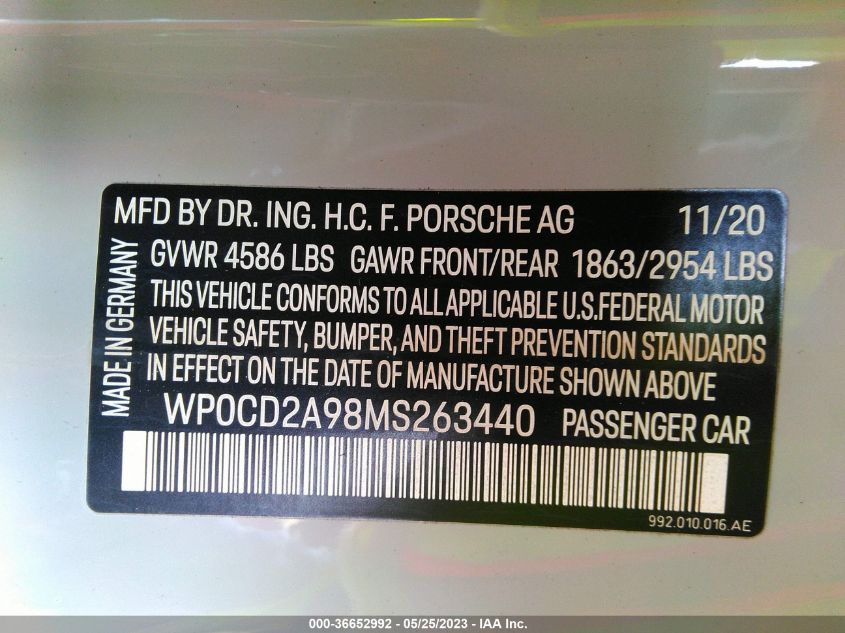 MFD BY DR. ING. H.C. F. PORSCHE AG 11/20
GVWR 4586 LBS GAWR FRONT/REAR 1863/2954 LBS
THIS VEHICLE CONFORMS TO ALL APPLICABLE U.S.FEDERAL MOTOR
VEHICLE SAFETY, BUMPER, AND THEFT PREVENTION STANDARDS
IN EFFECT ON THE DATE OF MANUFACTURE SHOWN ABOVE
WP0CD2A98MS263440 PASSENGER CAR
MADE IN GERMANY
992.010.016.AE
000-36652992 - 05/25/2023 - IAA Inc.